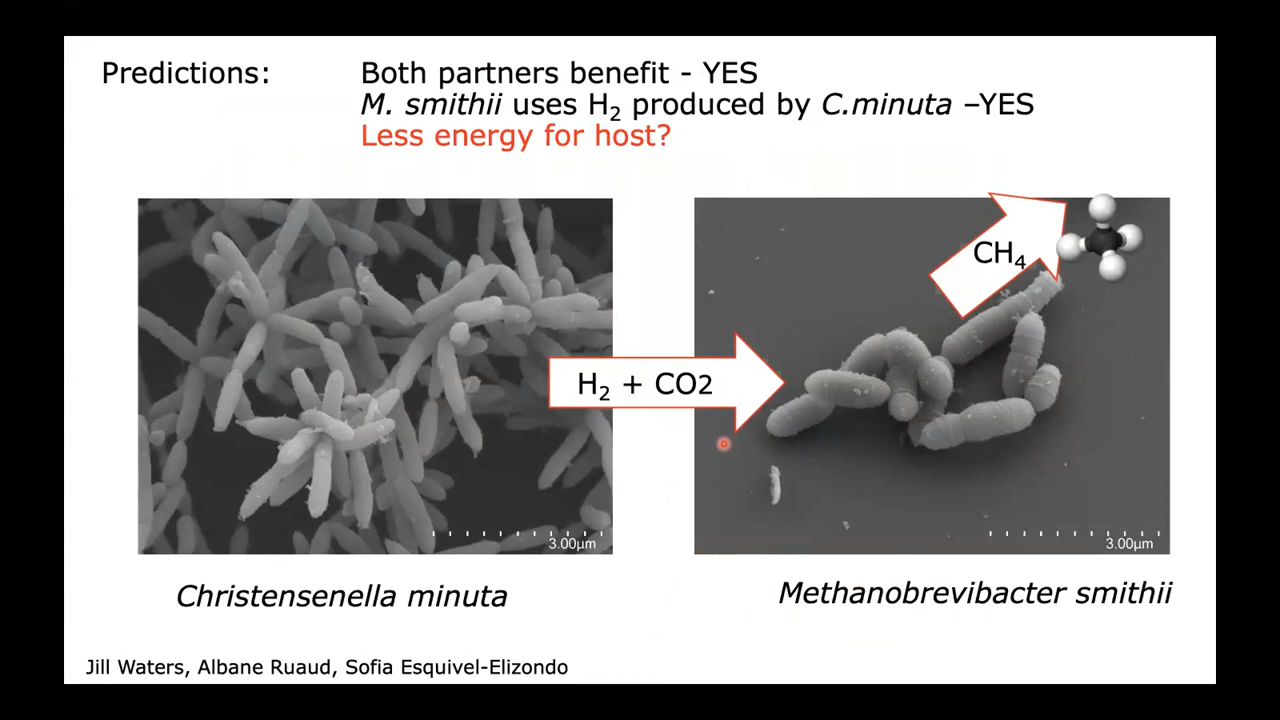 Predictions: Both partners benefit - YES
M. smithii uses H₂ produced by C.minuta –YES
Less energy for host?
CH₄
H₂ + CO2
3.00µm
3.00µm
Christensenella minuta
Methanobrevibacter smithii
Jill Waters, Albane Ruaud, Sofia Esquivel-Elizondo